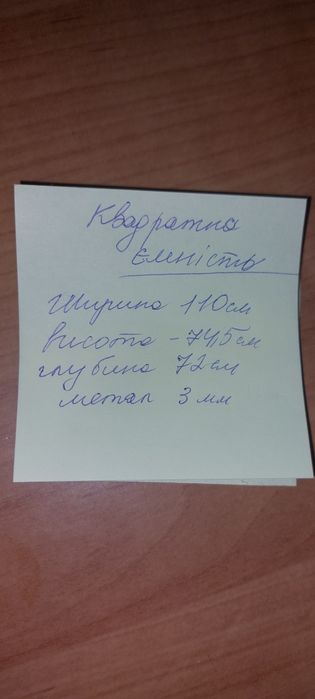 Квадратна
ємність
Ширина 110см
висота - 74,5см
глубина 72см
метал 3 мм